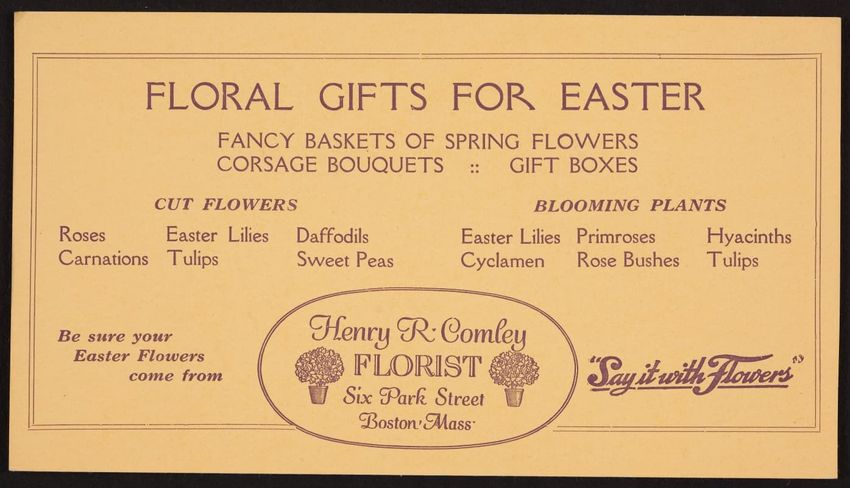 FLORAL GIFTS FOR EASTER
FANCY BASKETS OF SPRING FLOWERS
CORSAGE BOUQUETS :: GIFT BOXES
CUT FLOWERS
Roses Easter Lilies Daffodils
Carnations Tulips Sweet Peas
BLOOMING PLANTS
Easter Lilies Primroses Hyacinths
Cyclamen Rose Bushes Tulips
Be sure your
Easter Flowers
come from
Henry R. Comley
FLORIST
Six Park Street
Boston, Mass.
"Say it with Flowers"